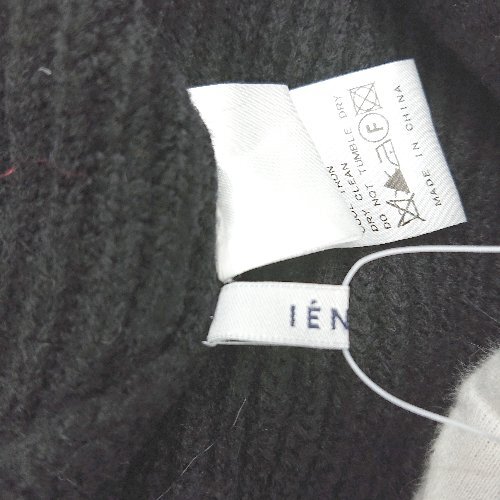 COOL IRON
DRY CLEAN
DO NOT TUMBLE DRY
F
MADE IN CHINA
IÉN